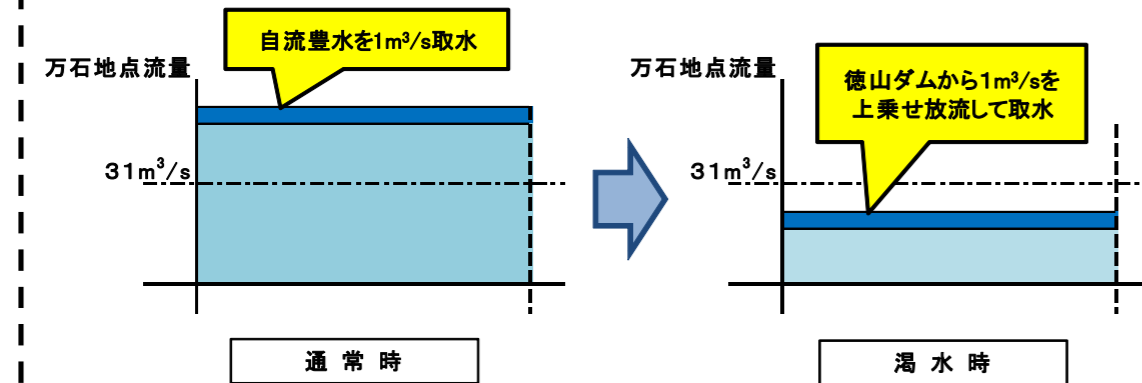 自流豊水を1m³/s取水
万石地点流量
31m³/s
通常時
万石地点流量
徳山ダムから1m³/sを
上乗せ放流して取水
31m³/s
渇水時